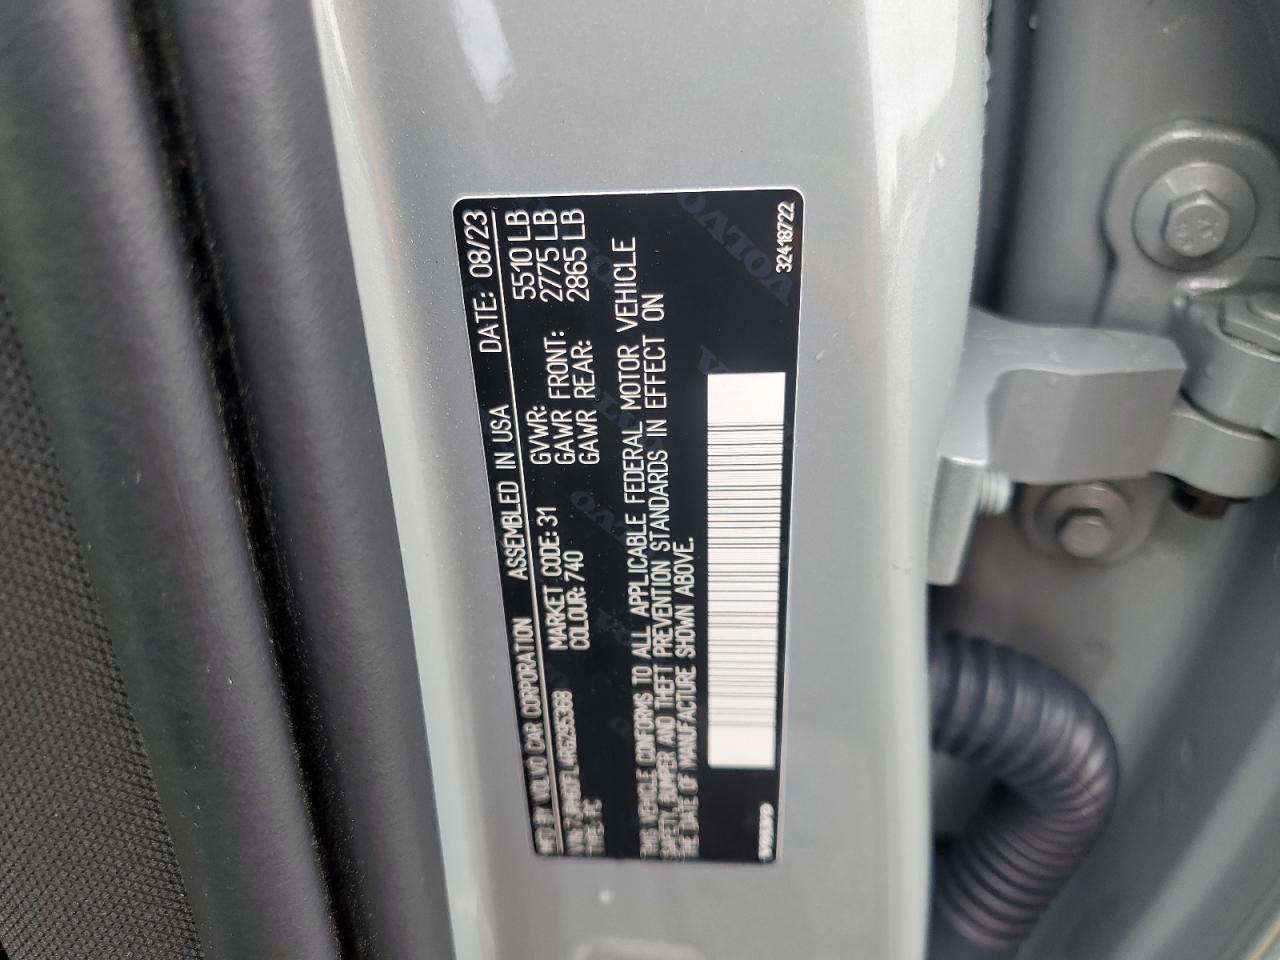 MFD BY: VOLVO CAR CORPORATION ASSEMBLED IN USA DATE: 08/23
MARKET CODE: 31 GVWR: 5510 LB
COLOUR: 740 GAWR FRONT: 2775 LB
GAWR REAR: 2865 LB
THIS VEHICLE CONFORMS TO ALL APPLICABLE FEDERAL MOTOR VEHICLE
SAFETY, BUMPER AND THEFT PREVENTION STANDARDS IN EFFECT ON
THE DATE OF MANUFACTURE SHOWN ABOVE.
32418722
VOLVO